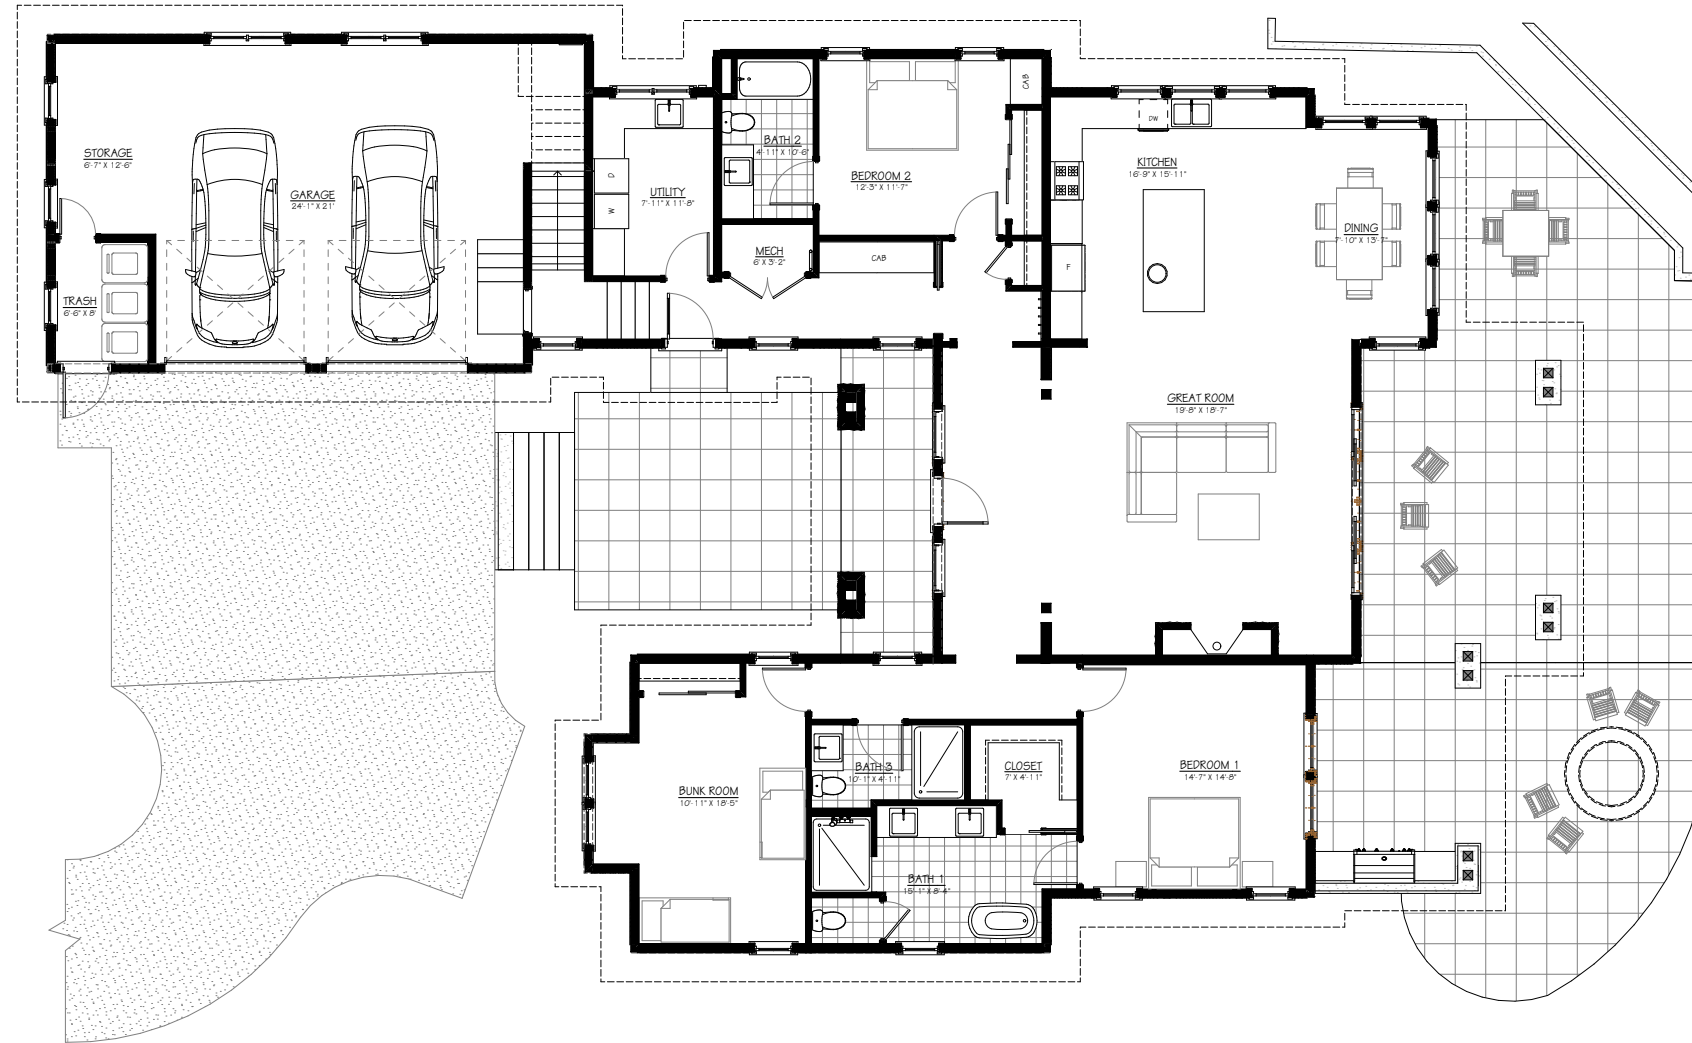 STORAGE
6'-7" X 12'-6"
GARAGE
24'-1" X 21'
TRASH
6'-6" X 8'
D
W
UTILITY
7'-11" X 11'-8"
BATH 2
4'-11" X 10'-6"
MECH
6' X 3'-2"
BEDROOM 2
12'-3" X 11'-7"
CAB
CAB
DW
KITCHEN
16'-9" X 15'-11"
F
DINING
7'-10" X 13'-7"
GREAT ROOM
19'-8" X 18'-7"
BUNK ROOM
10'-11" X 18'-5"
BATH 3
10'-1" X 4'-11"
CLOSET
7' X 4'-11"
BEDROOM 1
14'-7" X 14'-8"
BATH 1
15'-1" X 8'-4"